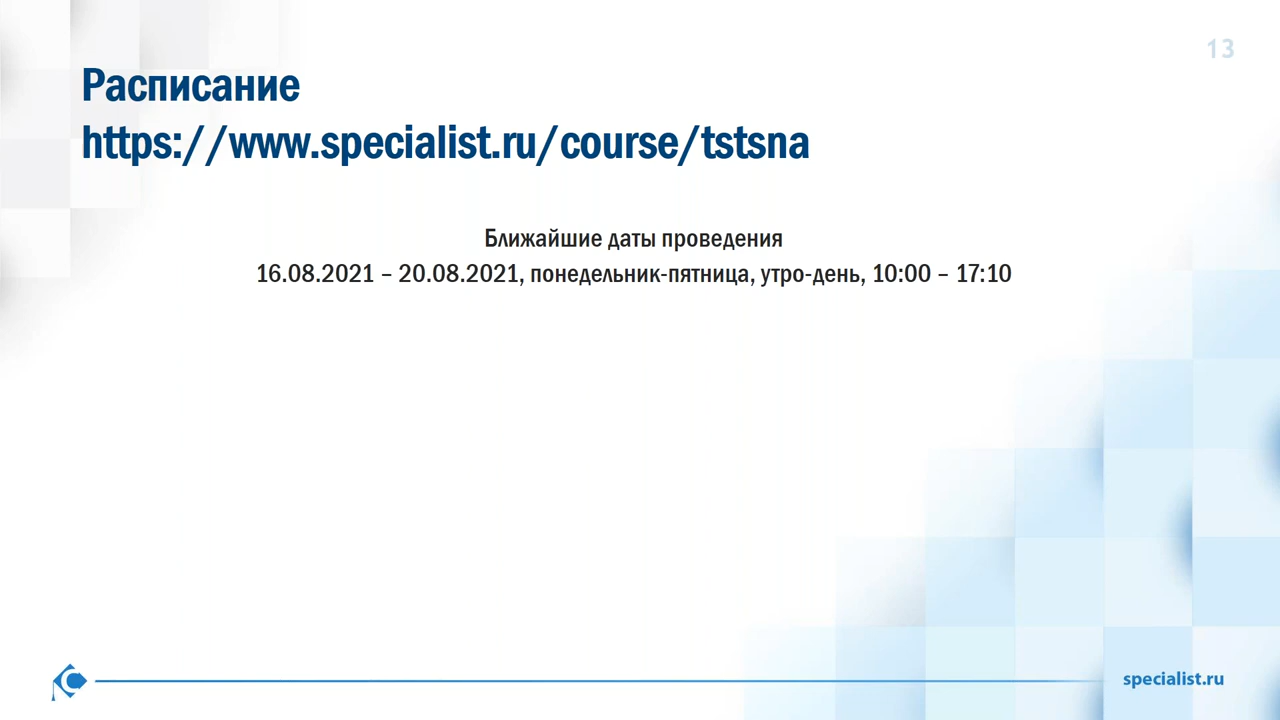 13
Расписание
https://www.specialist.ru/course/tstsna
Ближайшие даты проведения
16.08.2021 – 20.08.2021, понедельник-пятница, утро-день, 10:00 – 17:10
specialist.ru